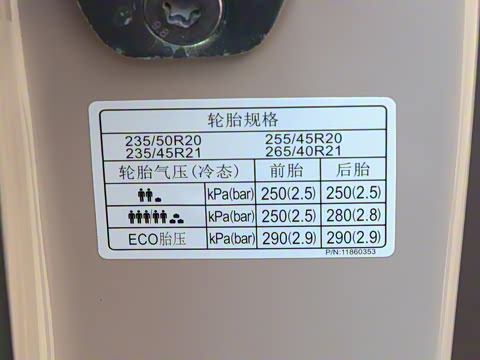 9.8
轮胎规格
235/50R20 255/45R20
235/45R21 265/40R21
轮胎气压(冷态) 前胎 后胎
kPa(bar) 250(2.5) 250(2.5)
kPa(bar) 250(2.5) 280(2.8)
ECO胎压 kPa(bar) 290(2.9) 290(2.9)
P/N:11860353